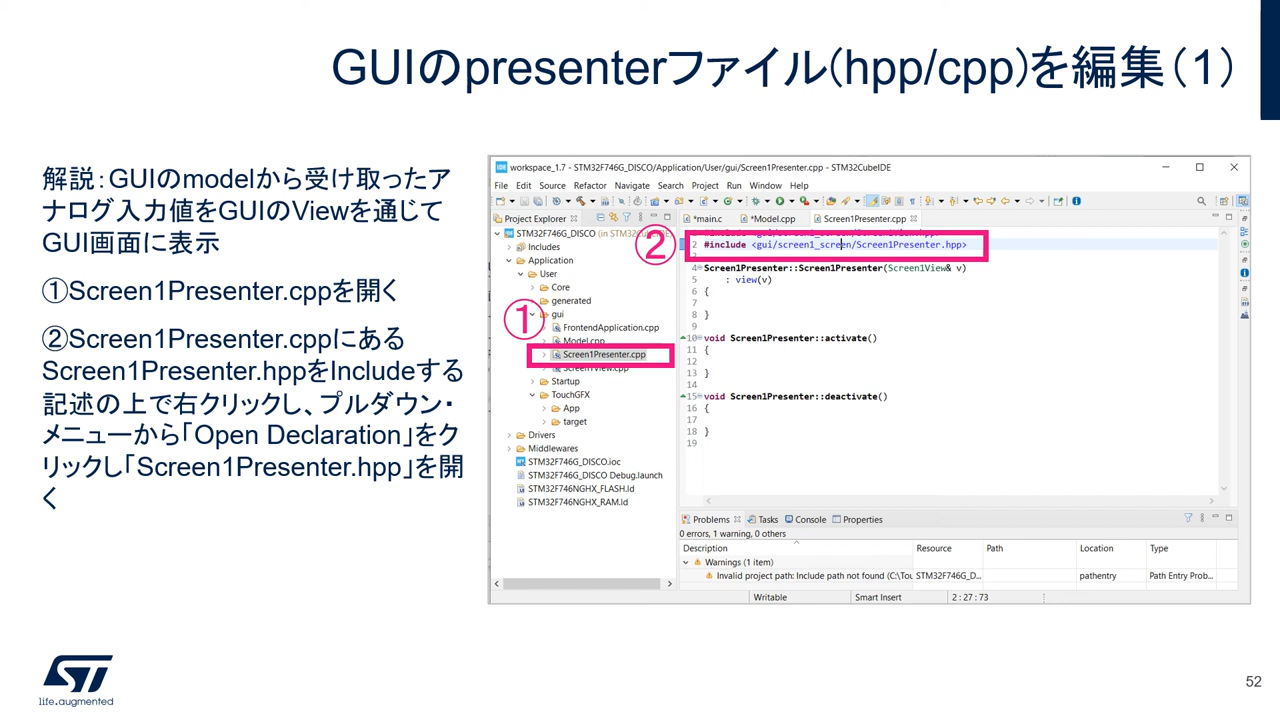 GUIのpresenterファイル(hpp/cpp)を編集（1）
解説：GUIのmodelから受け取ったア
ナログ入力値をGUIのViewを通じて
GUI画面に表示
①Screen1Presenter.cppを開く
②Screen1Presenter.cppにある
Screen1Presenter.hppをIncludeする
記述の上で右クリックし、プルダウン・
メニューから「Open Declaration」をク
リックし「Screen1Presenter.hpp」を開
く
IDE workspace_1.7 - STM32F746G_DISCO/Application/User/gui/Screen1Presenter.cpp - STM32CubeIDE
File Edit Source Refactor Navigate Search Project Run Window Help
Project Explorer
STM32F746G_DISCO (in STM32CubeIDE
Includes
Application
User
Core
generated
gui
FrontendApplication.cpp
Model.cpp
Screen1Presenter.cpp
Screen1View.cpp
Startup
TouchGFX
App
target
Drivers
Middlewares
STM32F746G_DISCO.ioc
STM32F746G_DISCO Debug.launch
STM32F746NGHX_FLASH.ld
STM32F746NGHX_RAM.ld
①
②
*main.c *Model.cpp Screen1Presenter.cpp
2 #include <gui/screen1_screen/Screen1Presenter.hpp>
4 Screen1Presenter::Screen1Presenter(Screen1View& v)
5 : view(v)
6 {
7
8 }
9
10 void Screen1Presenter::activate()
11 {
12
13 }
14
15 void Screen1Presenter::deactivate()
16 {
17
18 }
19
Problems Tasks Console Properties
0 errors, 1 warning, 0 others
Description Resource Path Location Type
Warnings (1 item)
Invalid project path: Include path not found (C:\Tou STM32F746G_D... pathentry Path Entry Prob...
Writable Smart Insert 2 : 27 : 73
ST
life.augmented
52